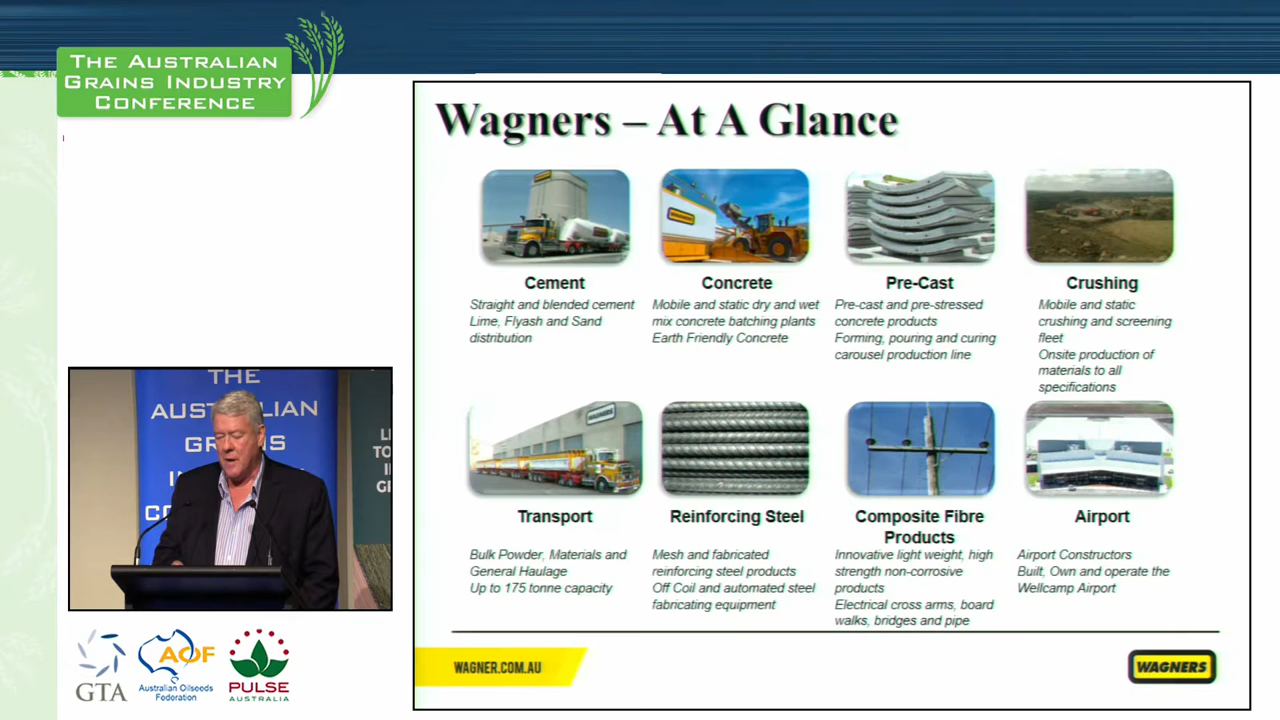 THE AUSTRALIAN
GRAINS INDUSTRY
CONFERENCE
Wagners – At A Glance
Cement
Straight and blended cement
Lime, Flyash and Sand
distribution
Concrete
Mobile and static dry and wet
mix concrete batching plants
Earth Friendly Concrete
Pre-Cast
Pre-cast and pre-stressed
concrete products
Forming, pouring and curing
carousel production line
Crushing
Mobile and static
crushing and screening
fleet
Onsite production of
materials to all
specifications
Transport
Bulk Powder, Materials and
General Haulage
Up to 175 tonne capacity
Reinforcing Steel
Mesh and fabricated
reinforcing steel products
Off Coil and automated steel
fabricating equipment
Composite Fibre
Products
Innovative light weight, high
strength non-corrosive
products
Electrical cross arms, board
walks, bridges and pipe
Airport
Airport Constructors
Built, Own and operate the
Wellcamp Airport
WAGNER.COM.AU
WAGNERS
THE
AUSTRALIAN
GTA
AOF
Australian Oilseeds
Federation
PULSE
AUSTRALIA